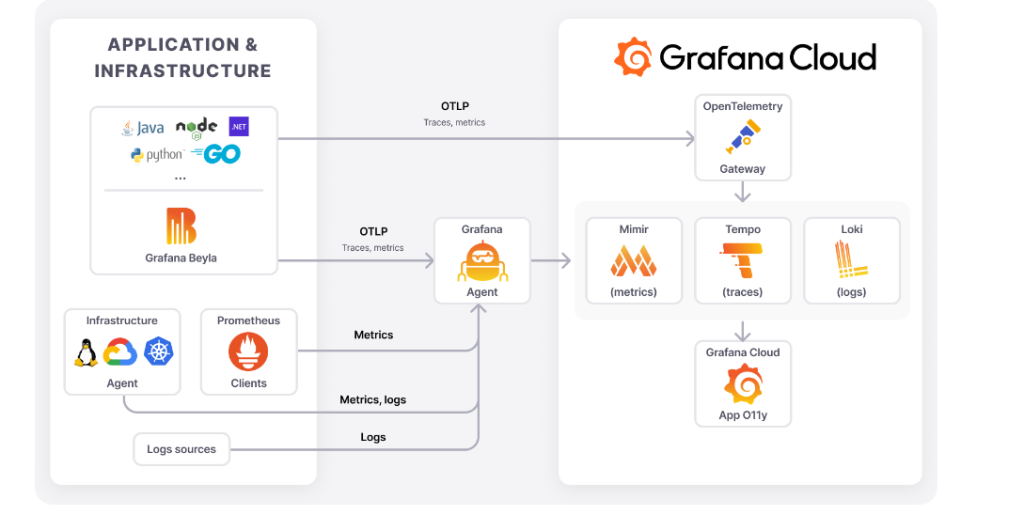 APPLICATION &
INFRASTRUCTURE
Java
node
JS
.NET
python
GO
...
Grafana Beyla
Infrastructure
Agent
Prometheus
Clients
Logs sources
OTLP
Traces, metrics
OTLP
Traces, metrics
Metrics
Metrics, logs
Logs
Grafana
Agent
Grafana Cloud
OpenTelemetry
Gateway
Mimir
(metrics)
Tempo
(traces)
Loki
(logs)
Grafana Cloud
App O11y